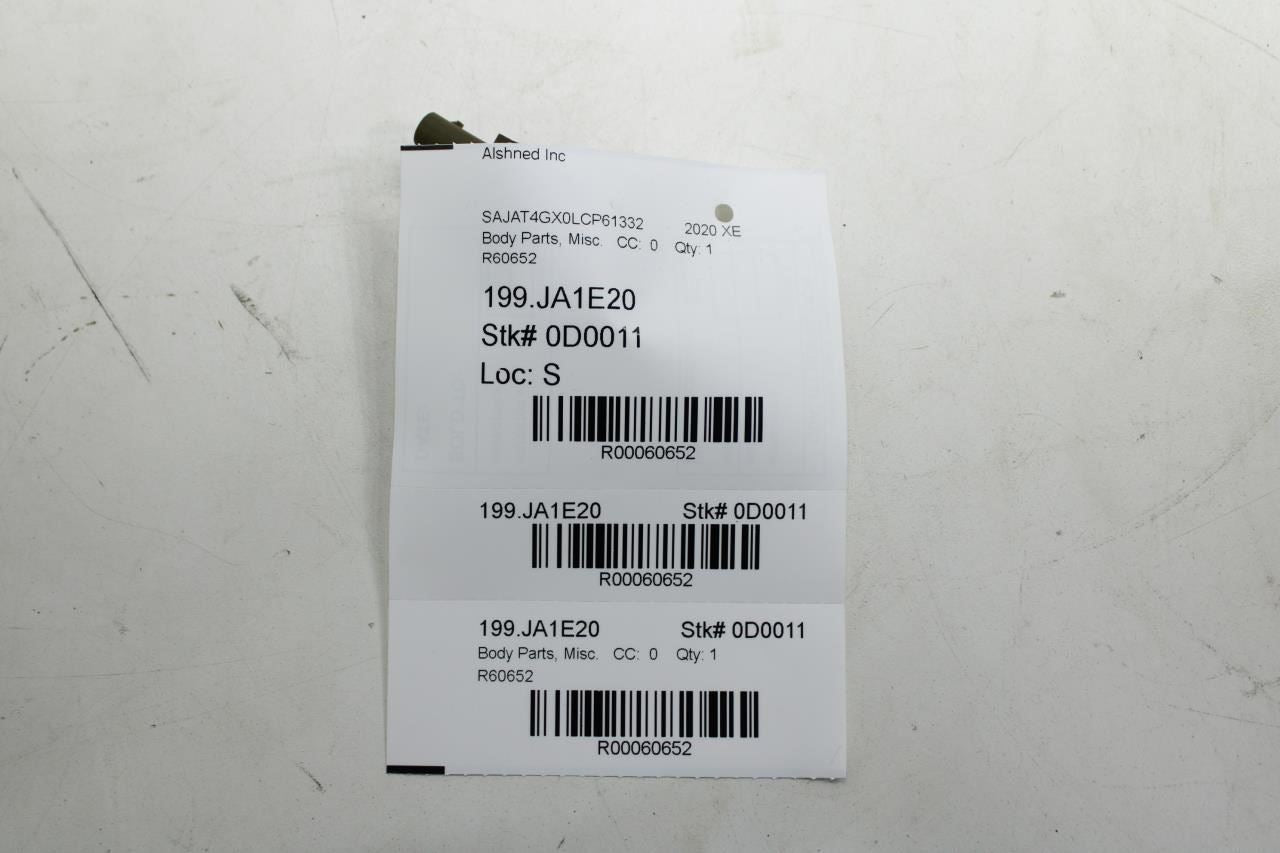 Alshned Inc
SAJAT4GX0LCP61332 2020 XE
Body Parts, Misc. CC: 0 Qty: 1
R60652
199.JA1E20
Stk# 0D0011
Loc: S
R00060652
199.JA1E20 Stk# 0D0011
R00060652
199.JA1E20 Stk# 0D0011
Body Parts, Misc. CC: 0 Qty: 1
R60652
R00060652